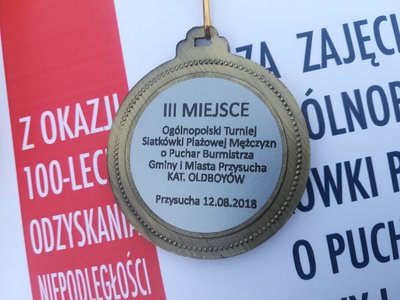 III MIEJSCE
Ogólnopolski Turniej
Siatkówki Plażowej Mężczyzn
o Puchar Burmistrza
Gminy i Miasta Przysucha
KAT. OLDBOYÓW
Przysucha 12.08.2018
Z OKAZJI
100-LEC
ODZYSKANIA
NIEPODLEGŁOŚCI
ZA ZAJĘCI
ÓLNOP
ÓWKI P
O PUCH